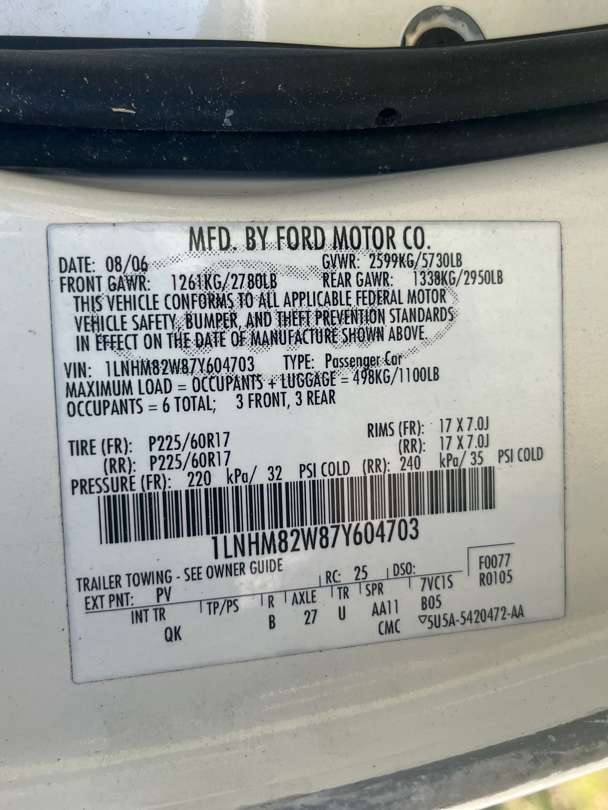 MFD. BY FORD MOTOR CO.
DATE: 08/06 GVWR: 2599KG/5730LB
FRONT GAWR: 1261KG/2780LB REAR GAWR: 1338KG/2950LB
THIS VEHICLE CONFORMS TO ALL APPLICABLE FEDERAL MOTOR
VEHICLE SAFETY, BUMPER, AND THEFT PREVENTION STANDARDS
IN EFFECT ON THE DATE OF MANUFACTURE SHOWN ABOVE.
VIN: 1LNHM82W87Y604703 TYPE: Passenger Car
MAXIMUM LOAD = OCCUPANTS + LUGGAGE = 498KG/1100LB
OCCUPANTS = 6 TOTAL; 3 FRONT, 3 REAR
TIRE (FR): P225/60R17 RIMS (FR): 17 X 7.0J
(RR): P225/60R17 (RR): 17 X 7.0J
PRESSURE (FR): 220 kPa/ 32 PSI COLD (RR): 240 kPa/ 35 PSI COLD
1LNHM82W87Y604703
TRAILER TOWING - SEE OWNER GUIDE F0077
EXT PNT: PV RC: 25 DSO: R0105
INT TR TP/PS R AXLE TR SPR 7VC1S
QK B 27 U AA11 B05
CMC ▽5U5A-5420472-AA